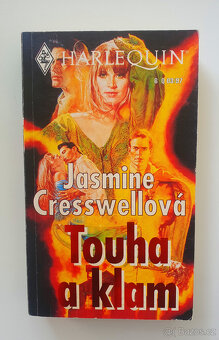 HARLEQUIN
Jasmine
Cresswellová
Touha
a klam